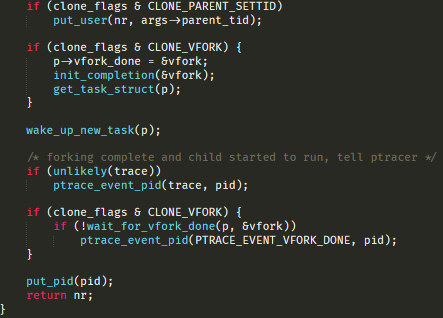 if (clone_flags & CLONE_PARENT_SETTID)
put_user(nr, args->parent_tid);
if (clone_flags & CLONE_VFORK) {
p->vfork_done = &vfork;
init_completion(&vfork);
get_task_struct(p);
}
wake_up_new_task(p);
/* forking complete and child started to run, tell ptracer */
if (unlikely(trace))
ptrace_event_pid(trace, pid);
if (clone_flags & CLONE_VFORK) {
if (!wait_for_vfork_done(p, &vfork))
ptrace_event_pid(PTRACE_EVENT_VFORK_DONE, pid);
}
put_pid(pid);
return nr;
}